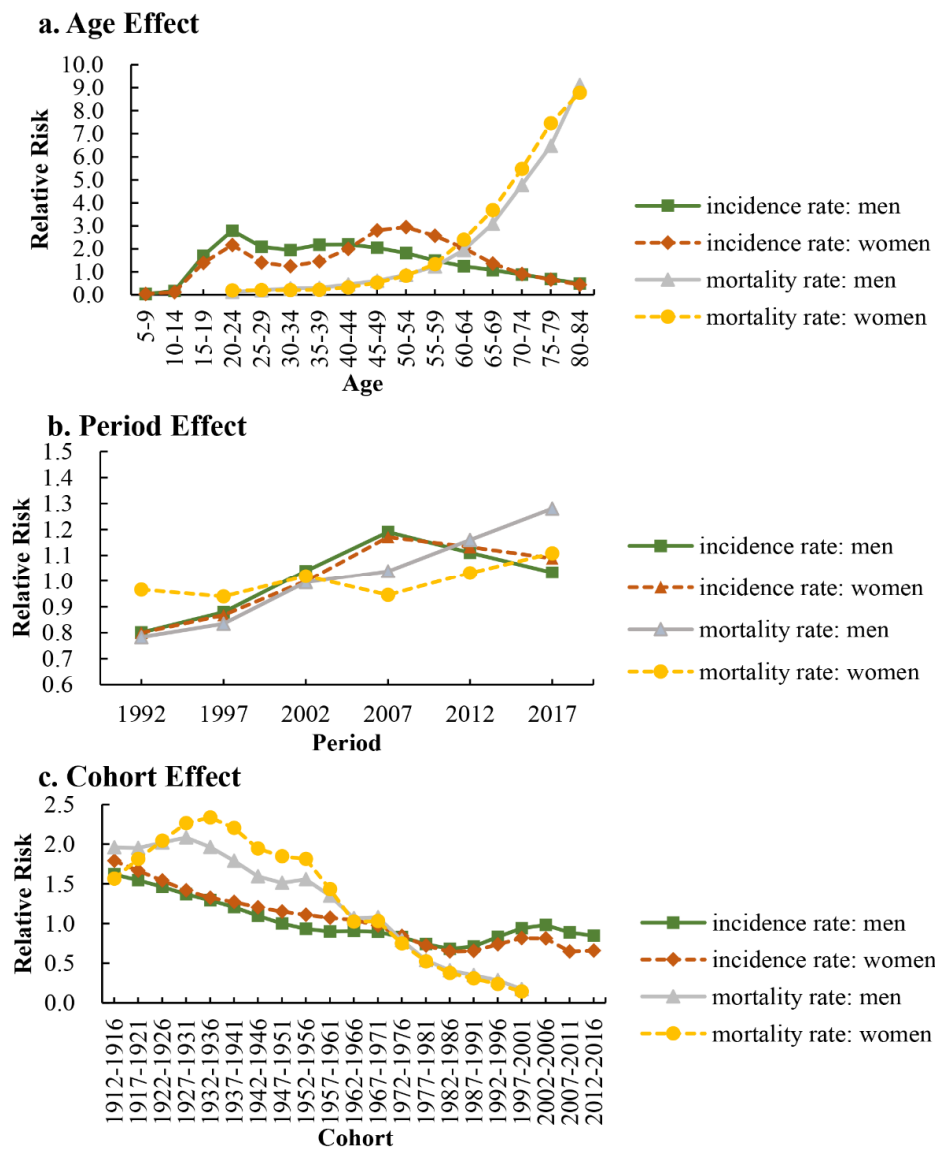 a. Age Effect
10.0
9.0
8.0
7.0
6.0
5.0
4.0
3.0
2.0
1.0
0.0
Relative Risk
5-9
10-14
15-19
20-24
25-29
30-34
35-39
40-44
45-49
50-54
55-59
60-64
65-69
70-74
75-79
80-84
Age
incidence rate: men
incidence rate: women
mortality rate: men
mortality rate: women
b. Period Effect
1.5
1.4
1.3
1.2
1.1
1.0
0.9
0.8
0.7
0.6
Relative Risk
1992 1997 2002 2007 2012 2017
Period
incidence rate: men
incidence rate: women
mortality rate: men
mortality rate: women
c. Cohort Effect
2.5
2.0
1.5
1.0
0.5
0.0
Relative Risk
1912-1916
1917-1921
1922-1926
1927-1931
1932-1936
1937-1941
1942-1946
1947-1951
1952-1956
1957-1961
1962-1966
1967-1971
1972-1976
1977-1981
1982-1986
1987-1991
1992-1996
1997-2001
2002-2006
2007-2011
2012-2016
Cohort
incidence rate: men
incidence rate: women
mortality rate: men
mortality rate: women